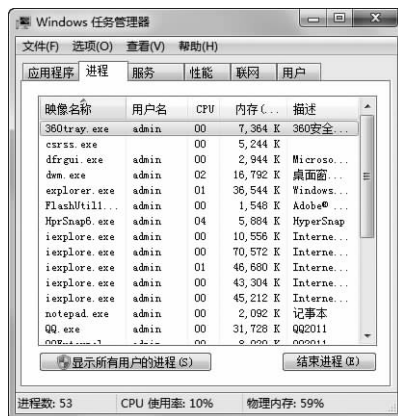 Windows 任务管理器
文件(F) 选项(O) 查看(V) 帮助(H)
应用程序 进程 服务 性能 联网 用户
映像名称 用户名 CPU 内存(... 描述
360tray.exe admin 00 7,364 K 360安全...
csrss.exe 00 5,244 K
dfrgui.exe admin 00 2,944 K Microso...
dwm.exe admin 02 16,792 K 桌面窗...
explorer.exe admin 01 36,544 K Windows...
FlashUtil1... admin 00 1,548 K Adobe® ...
HprSnap6.exe admin 04 5,884 K HyperSnap
iexplore.exe admin 00 10,556 K Interne...
iexplore.exe admin 00 70,572 K Interne...
iexplore.exe admin 01 46,680 K Interne...
iexplore.exe admin 00 43,304 K Interne...
iexplore.exe admin 00 45,212 K Interne...
notepad.exe admin 00 2,092 K 记事本
QQ.exe admin 00 31,728 K QQ2011
显示所有用户的进程(S) 结束进程(E)
进程数: 53 CPU 使用率: 10% 物理内存: 59%